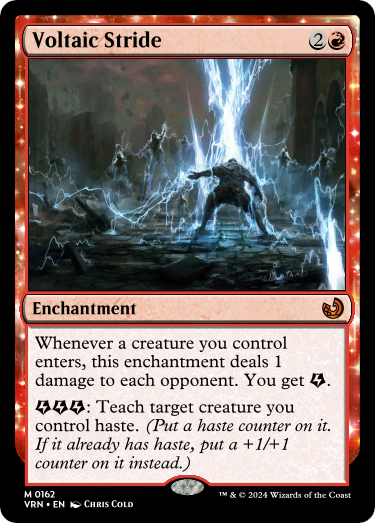 Voltaic Stride 2
Enchantment
Whenever a creature you control
enters, this enchantment deals 1
damage to each opponent. You get .
: Teach target creature you
control haste. (Put a haste counter on it.
If it already has haste, put a +1/+1
counter on it instead.)
M 0162
VRN • EN Chris Cold
™ & © 2024 Wizards of the Coast